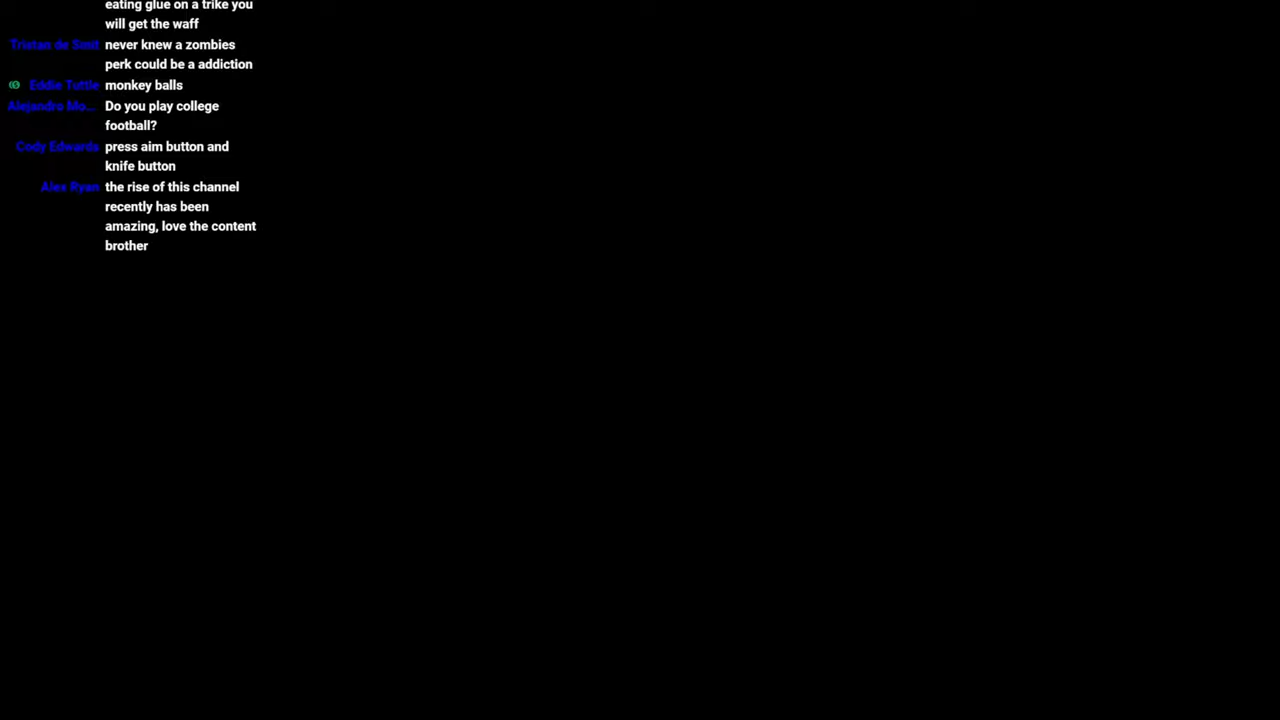 eating glue on a trike you
will get the waff
Tristan de Smit never knew a zombies
perk could be a addiction
Eddie Tuttle monkey balls
Alejandro Mo... Do you play college
football?
Cody Edwards press aim button and
knife button
Alex Ryan the rise of this channel
recently has been
amazing, love the content
brother